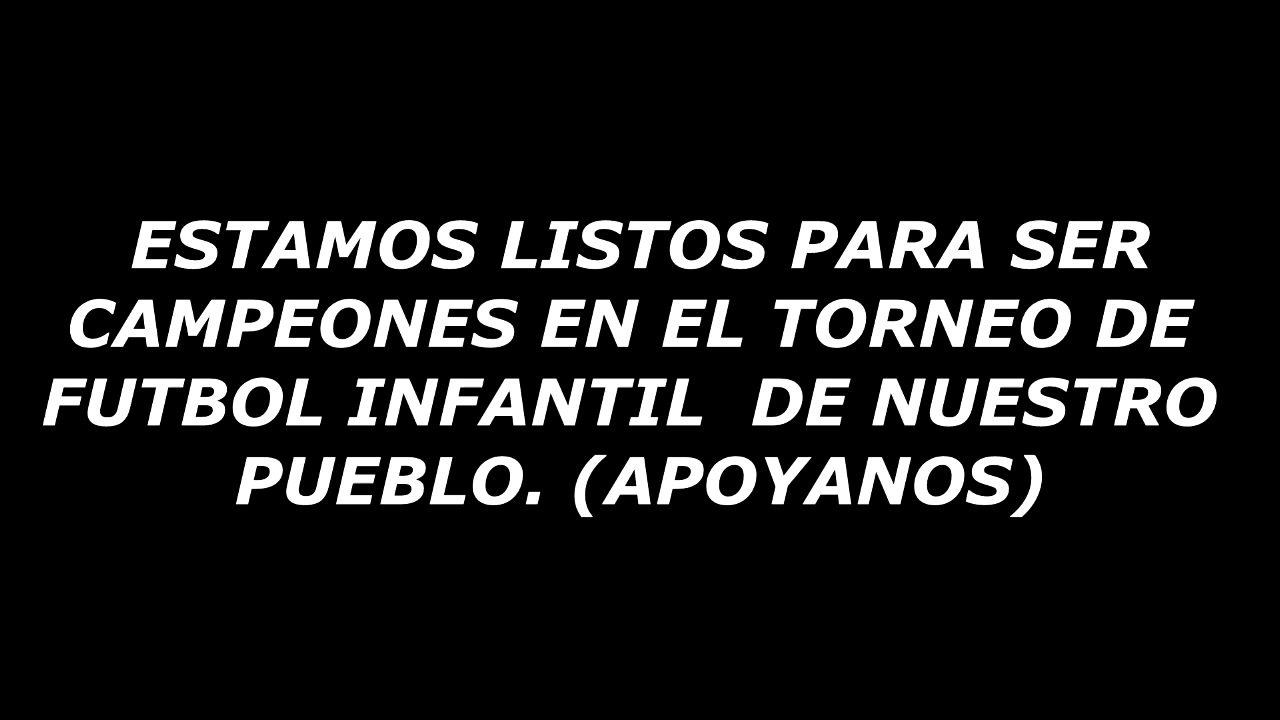 ESTAMOS LISTOS PARA SER
CAMPEONES EN EL TORNEO DE
FUTBOL INFANTIL  DE NUESTRO
PUEBLO. (APOYANOS)